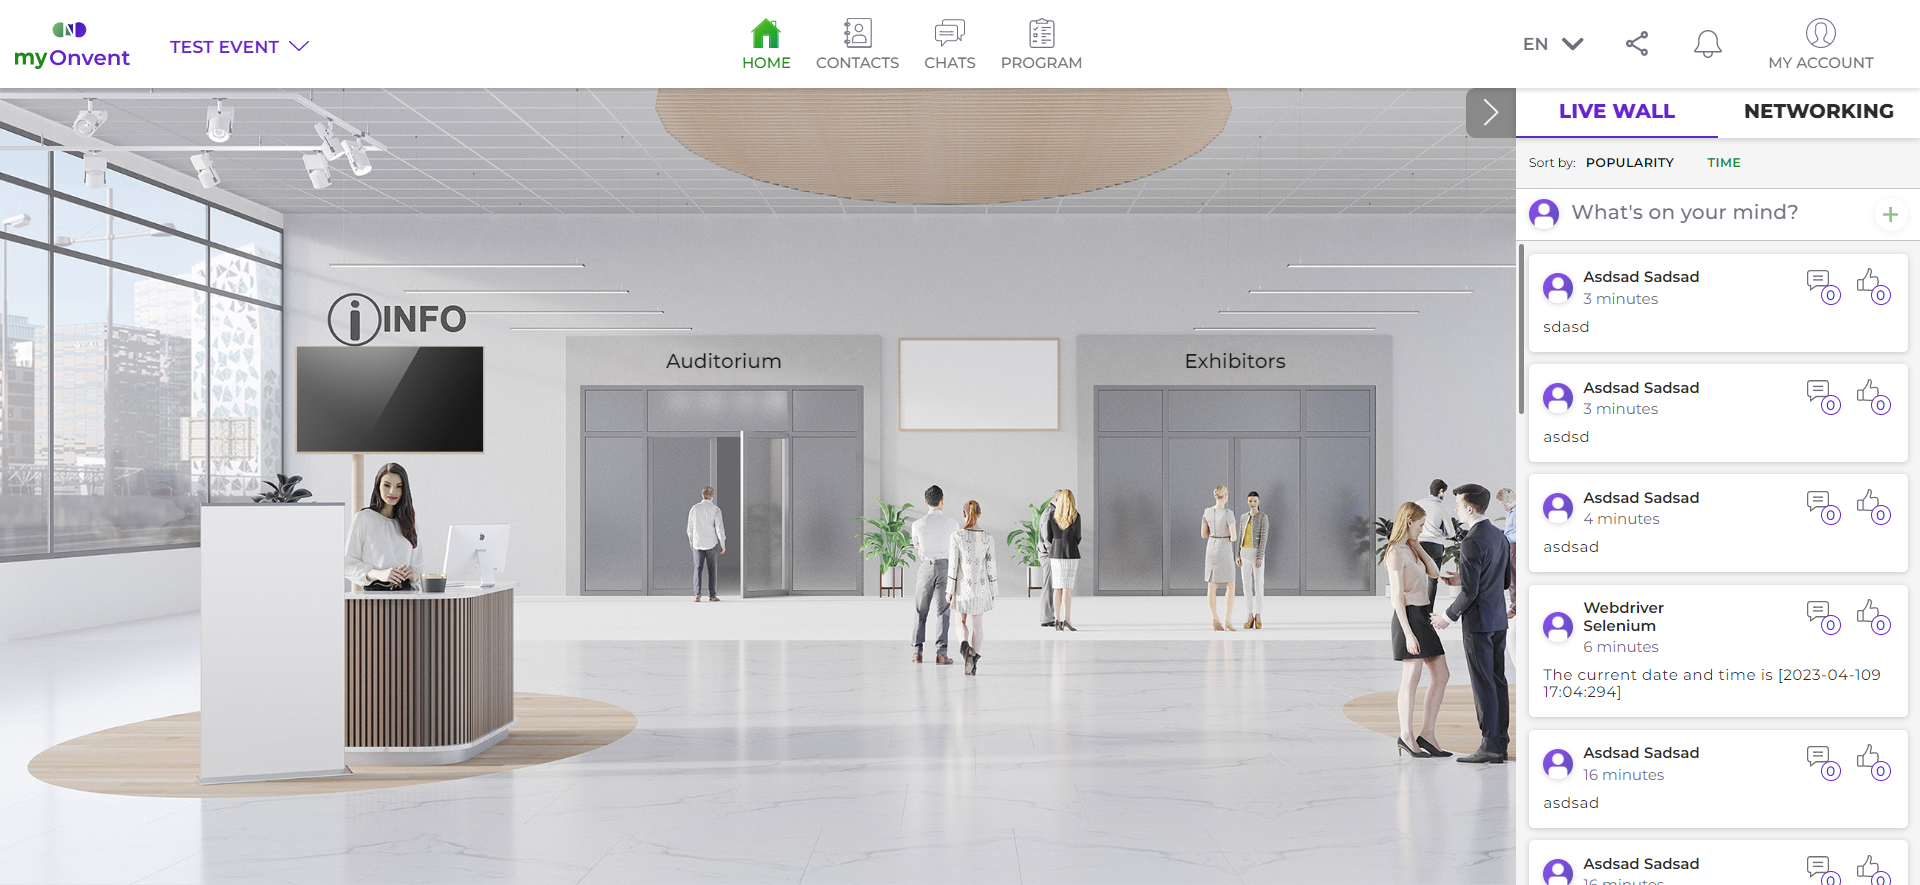 N
myOnvent
TEST EVENT
HOME
CONTACTS
CHATS
PROGRAM
EN
MY ACCOUNT
i INFO
Auditorium
Exhibitors
LIVE WALL
NETWORKING
Sort by: POPULARITY TIME
What's on your mind?
+
Asdsad Sadsad
3 minutes
0
0
sdasd
Asdsad Sadsad
3 minutes
0
0
asdsd
Asdsad Sadsad
4 minutes
0
0
asdsad
Webdriver
Selenium
6 minutes
0
0
The current date and time is [2023-04-109
17:04:294]
Asdsad Sadsad
16 minutes
0
0
asdsad
Asdsad Sadsad
16 minutes
0
0